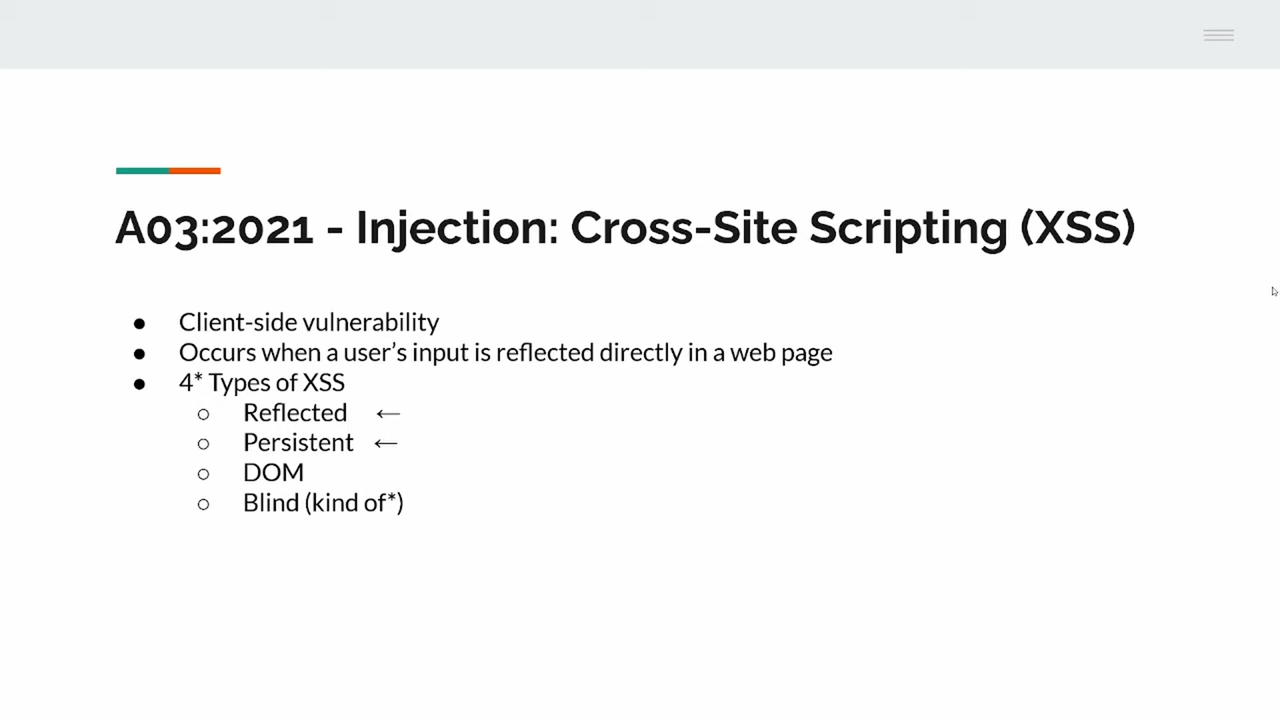 A03:2021 - Injection: Cross-Site Scripting (XSS)
● Client-side vulnerability
● Occurs when a user's input is reflected directly in a web page
● 4* Types of XSS
○ Reflected ←
○ Persistent ←
○ DOM
○ Blind (kind of*)